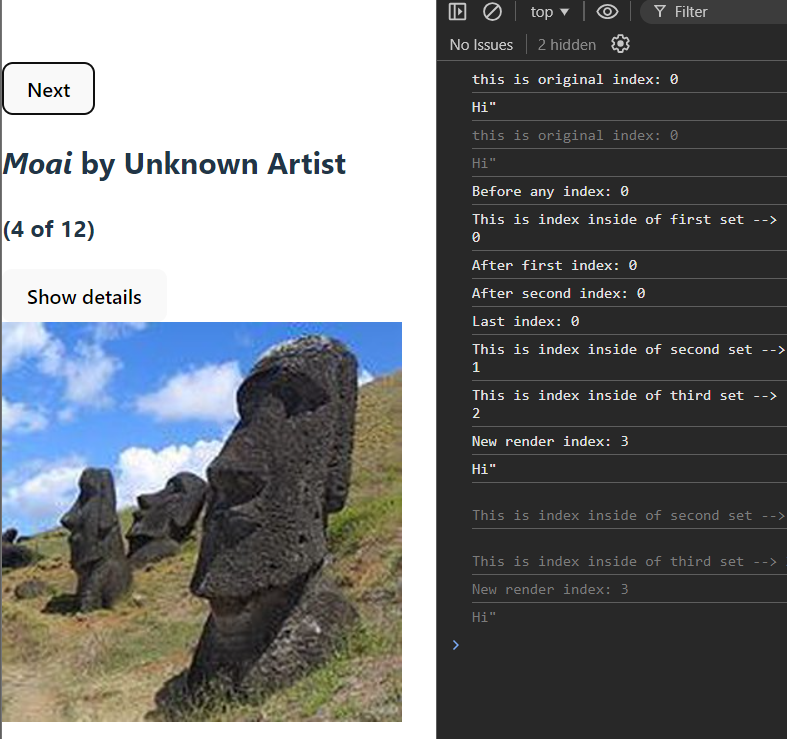 top
Filter
No Issues
2 hidden
Next
Moai by Unknown Artist
(4 of 12)
Show details
this is original index: 0
Hi"
this is original index: 0
Hi"
Before any index: 0
This is index inside of first set -->
0
After first index: 0
After second index: 0
Last index: 0
This is index inside of second set -->
1
This is index inside of third set -->
2
New render index: 3
Hi"
This is index inside of second set -->
This is index inside of third set -->
New render index: 3
Hi"